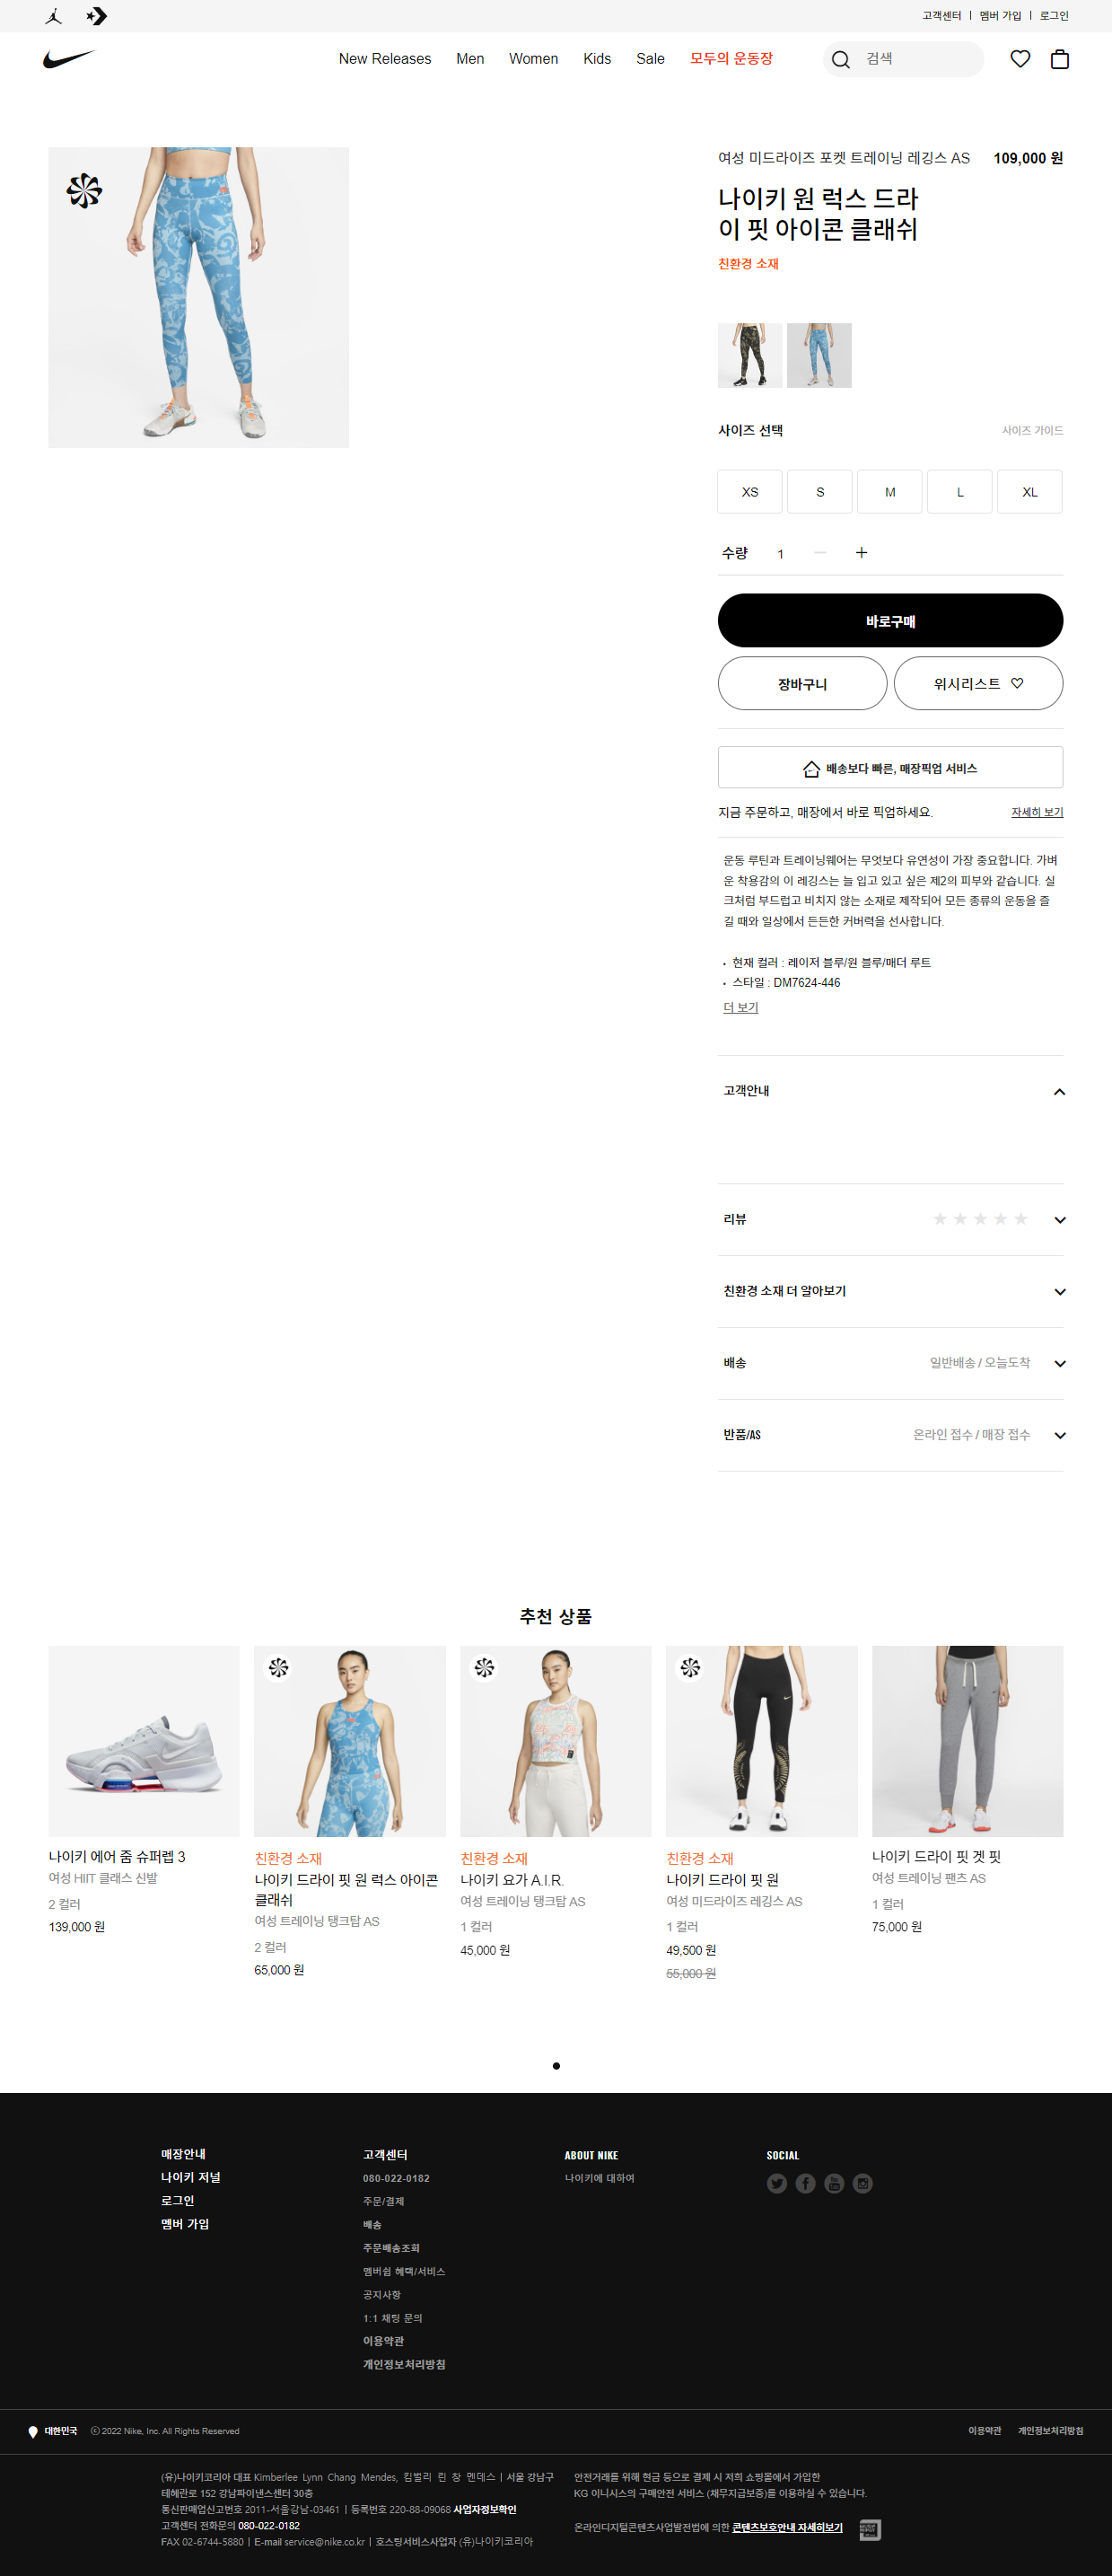 고객센터 | 멤버 가입 | 로그인
New Releases Men Women Kids Sale 모두의 운동장 검색
여성 미드라이즈 포켓 트레이닝 레깅스 AS 109,000 원
나이키 원 럭스 드라
이 핏 아이콘 클래쉬
친환경 소재
사이즈 선택 사이즈 가이드
XS S M L XL
수량 1
바로구매
장바구니 위시리스트
배송보다 빠른, 매장픽업 서비스
지금 주문하고, 매장에서 바로 픽업하세요. 자세히 보기
운동 루틴과 트레이닝웨어는 무엇보다 유연성이 가장 중요합니다. 가벼
운 착용감의 이 레깅스는 늘 입고 있고 싶은 제2의 피부와 같습니다. 실
크처럼 부드럽고 비치지 않는 소재로 제작되어 모든 종류의 운동을 즐
길 때와 일상에서 든든한 커버력을 선사합니다.
• 현재 컬러 : 레이저 블루/원 블루/매더 루트
• 스타일 : DM7624-446
더 보기
고객안내
리뷰
친환경 소재 더 알아보기
배송 일반배송 / 오늘도착
반품/AS 온라인 접수 / 매장 접수
추천 상품
나이키 에어 줌 슈퍼렙 3
여성 HIIT 클래스 신발
2 컬러
139,000 원
친환경 소재
나이키 드라이 핏 원 럭스 아이콘
클래쉬
여성 트레이닝 탱크탑 AS
2 컬러
65,000 원
친환경 소재
나이키 요가 A.I.R.
여성 트레이닝 탱크탑 AS
1 컬러
45,000 원
친환경 소재
나이키 드라이 핏 원
여성 미드라이즈 레깅스 AS
1 컬러
49,500 원
55,000 원
나이키 드라이 핏 겟 핏
여성 트레이닝 팬츠 AS
1 컬러
75,000 원
매장안내
나이키 저널
로그인
멤버 가입
고객센터
080-022-0182
주문/결제
배송
주문배송조회
멤버쉽 혜택/서비스
공지사항
1:1 채팅 문의
이용약관
개인정보처리방침
ABOUT NIKE
나이키에 대하여
SOCIAL
대한민국 ⓒ 2022 Nike, Inc. All Rights Reserved 이용약관 개인정보처리방침
(유)나이키코리아 대표 Kimberlee Lynn Chang Mendes, 킴벌리 린 창 멘데스 | 서울 강남구
테헤란로 152 강남파이낸스센터 30층
통신판매업신고번호 2011-서울강남-03461 | 등록번호 220-88-09068 사업자정보확인
고객센터 전화문의 080-022-0182
FAX 02-6744-5880 | E-mail service@nike.co.kr | 호스팅서비스사업자 (유)나이키코리아
안전거래를 위해 현금 등으로 결제 시 저희 쇼핑몰에서 가입한
KG 이니시스의 구매안전 서비스 (채무지급보증)를 이용하실 수 있습니다.
온라인디지털콘텐츠사업발전법에 의한 콘텐츠보호안내 자세히보기